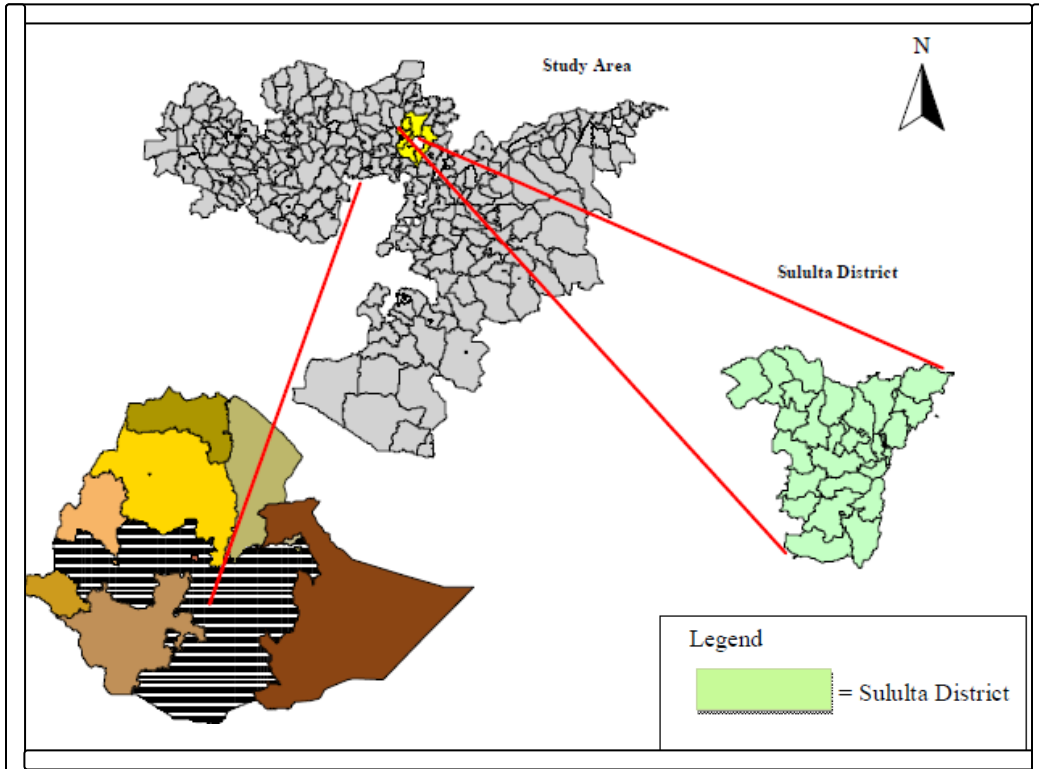 N
Study Area
Sululta District
Legend
= Sululta District